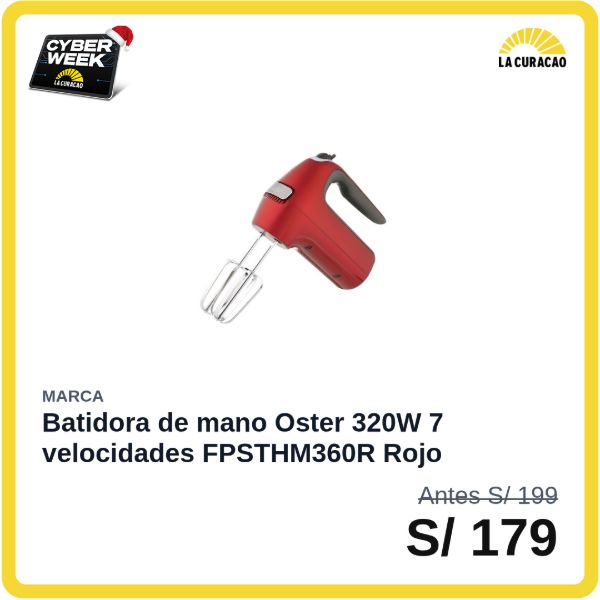 CYBER
WEEK
LA CURACAO
LA CURACAO
MARCA
Batidora de mano Oster 320W 7
velocidades FPSTHM360R Rojo
Antes S/ 199
S/ 179